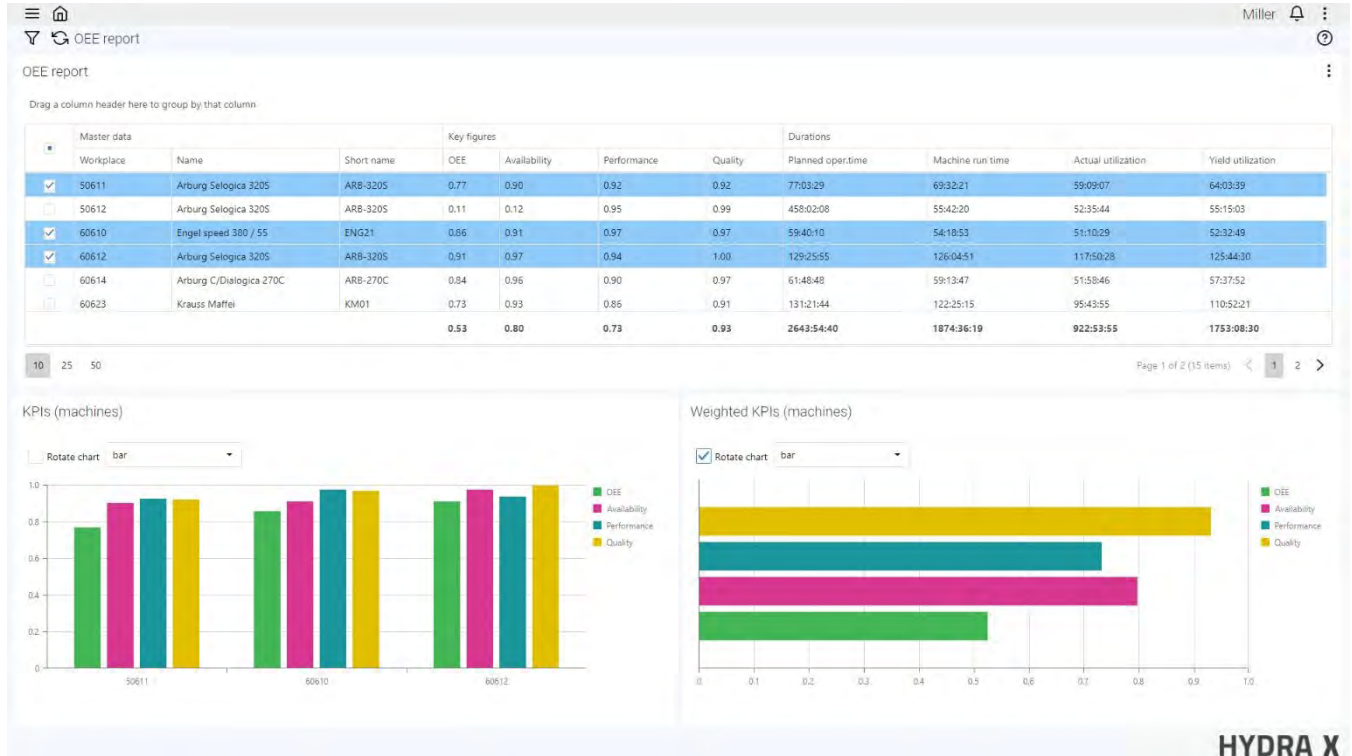 Miller
OEE report
OEE report
Drag a column header here to group by that column
Master data Key figures Durations
Workplace Name Short name OEE Availability Performance Quality Planned oper.time Machine run time Actual utilization Yield utilization
50611 Arburg Selogica 320S ARB-320S 0.77 0.90 0.92 0.92 77:03:29 69:32:21 59:09:07 64:03:39
50612 Arburg Selogica 320S ARB-320S 0.11 0.12 0.95 0.99 458:02:08 55:42:20 52:35:44 55:15:03
60610 Engel speed 380 / 55 ENG21 0.86 0.91 0.97 0.97 59:40:10 54:18:53 51:10:29 52:32:49
60612 Arburg Selogica 320S ARB-320S 0.91 0.97 0.94 1.00 129:25:55 126:04:51 117:50:28 125:44:30
60614 Arburg C/Dialogica 270C ARB-270C 0.84 0.96 0.90 0.97 61:48:48 59:13:47 51:58:46 57:37:52
60623 Krauss Maffei KM01 0.73 0.93 0.86 0.91 131:21:44 122:25:15 95:43:55 110:52:21
0.53 0.80 0.73 0.93 2643:54:40 1874:36:19 922:53:55 1753:08:30
10 25 50 Page 1 of 2 (15 items) 1 2
KPIs (machines)
Rotate chart bar
1.0
0.8
0.6
0.4
0.2
0
50611 60610 60612
OEE
Availability
Performance
Quality
Weighted KPIs (machines)
Rotate chart bar
OEE
Availability
Performance
Quality
0 0.1 0.2 0.3 0.4 0.5 0.6 0.7 0.8 0.9 1.0
HYDRA X